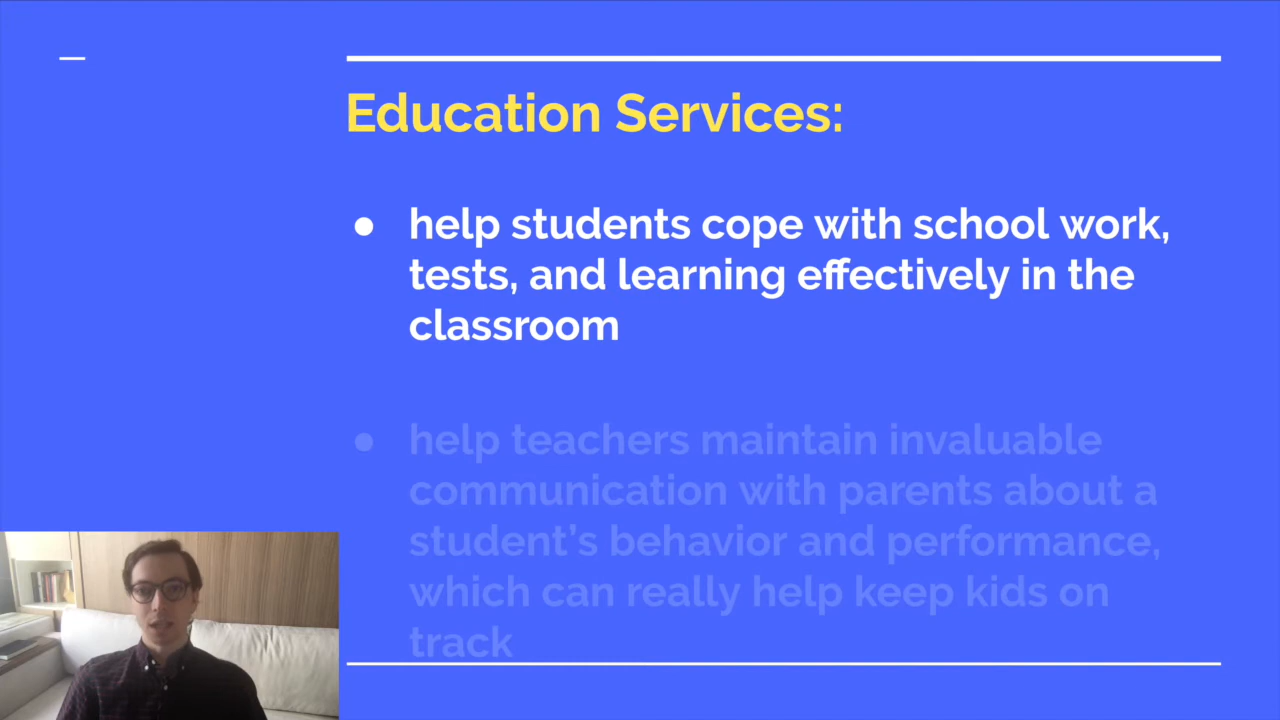 Education Services:
● help students cope with school work,
tests, and learning effectively in the
classroom
● help teachers maintain invaluable
communication with parents about a
student’s behavior and performance,
which can really help keep kids on
track